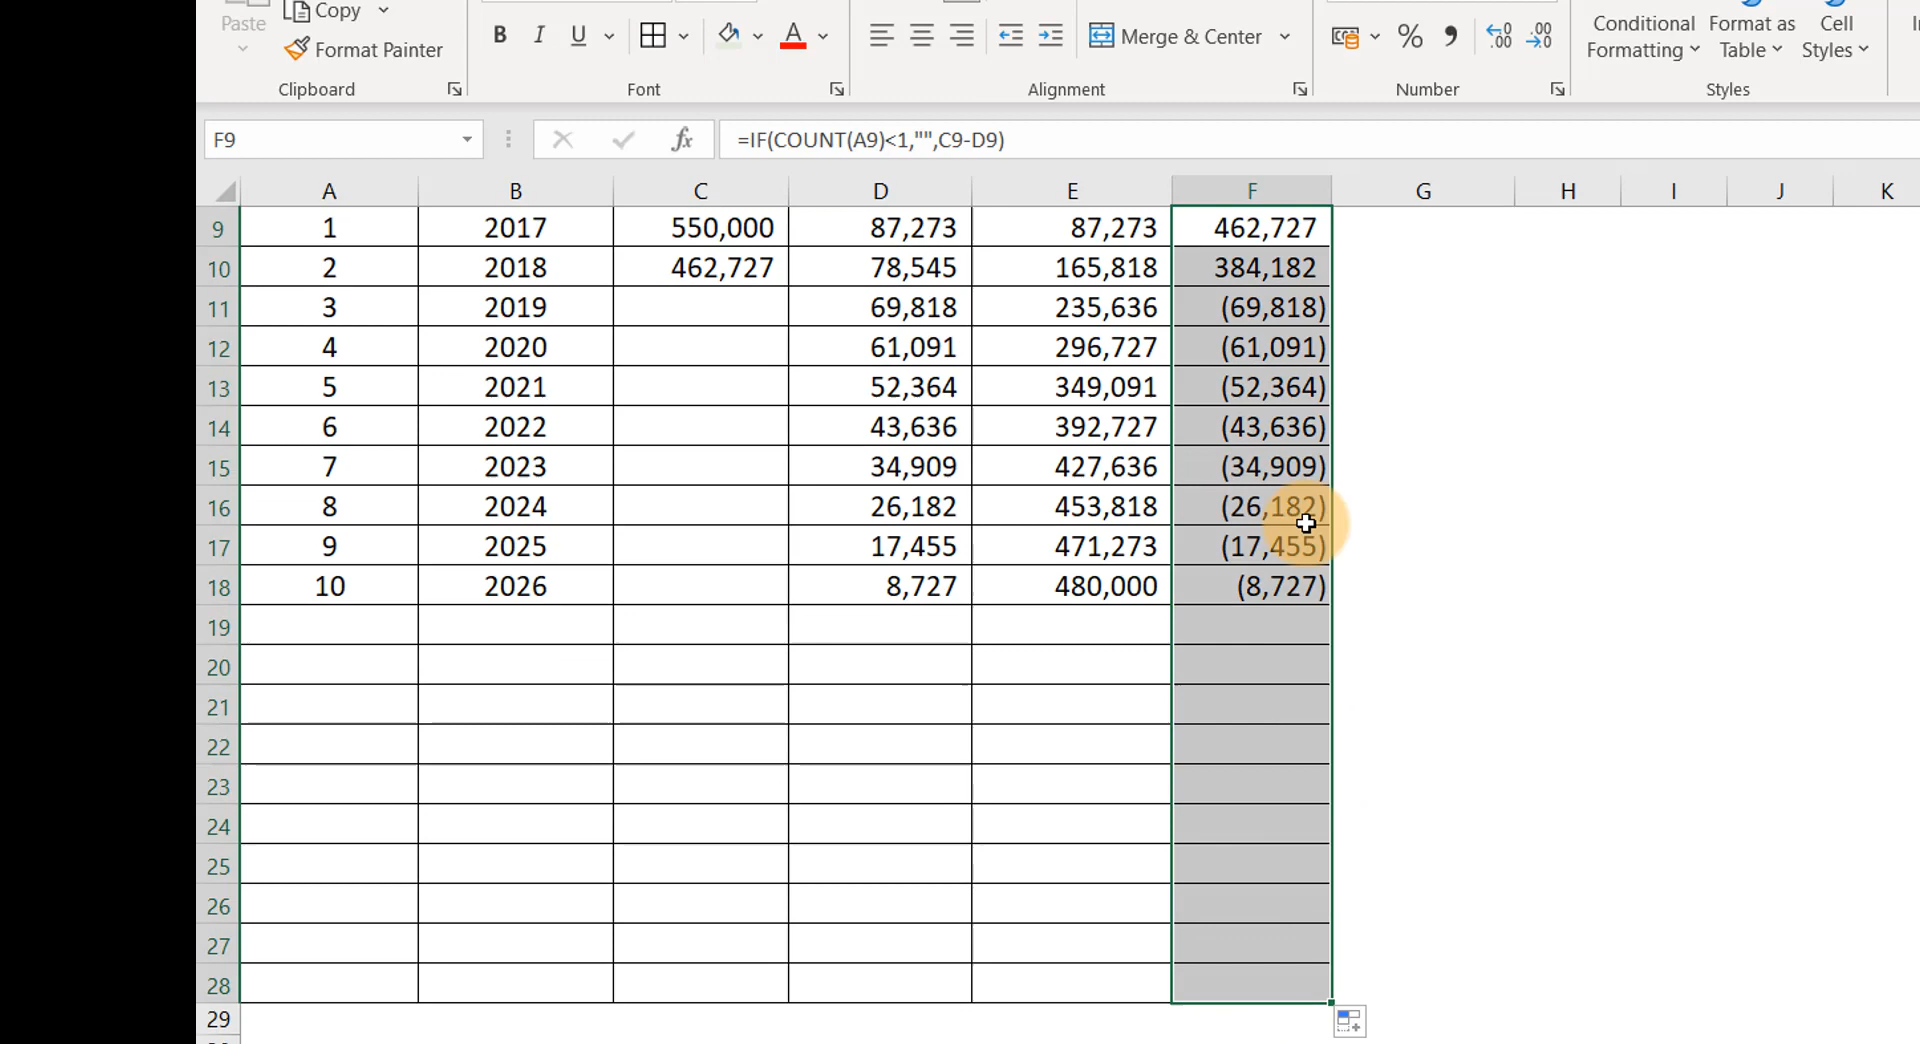 Paste Copy
Format Painter
Clipboard
B I U A
Font
Merge & Center
Alignment
% 9 .00 .00
Number
Conditional Formatting
Format as Table
Cell Styles
Styles
F9 fx =IF(COUNT(A9)<1,"",C9-D9)
A B C D E F G H I J K
9 1 2017 550,000 87,273 87,273 462,727
10 2 2018 462,727 78,545 165,818 384,182
11 3 2019 69,818 235,636 (69,818)
12 4 2020 61,091 296,727 (61,091)
13 5 2021 52,364 349,091 (52,364)
14 6 2022 43,636 392,727 (43,636)
15 7 2023 34,909 427,636 (34,909)
16 8 2024 26,182 453,818 (26,182)
17 9 2025 17,455 471,273 (17,455)
18 10 2026 8,727 480,000 (8,727)
19
20
21
22
23
24
25
26
27
28
29